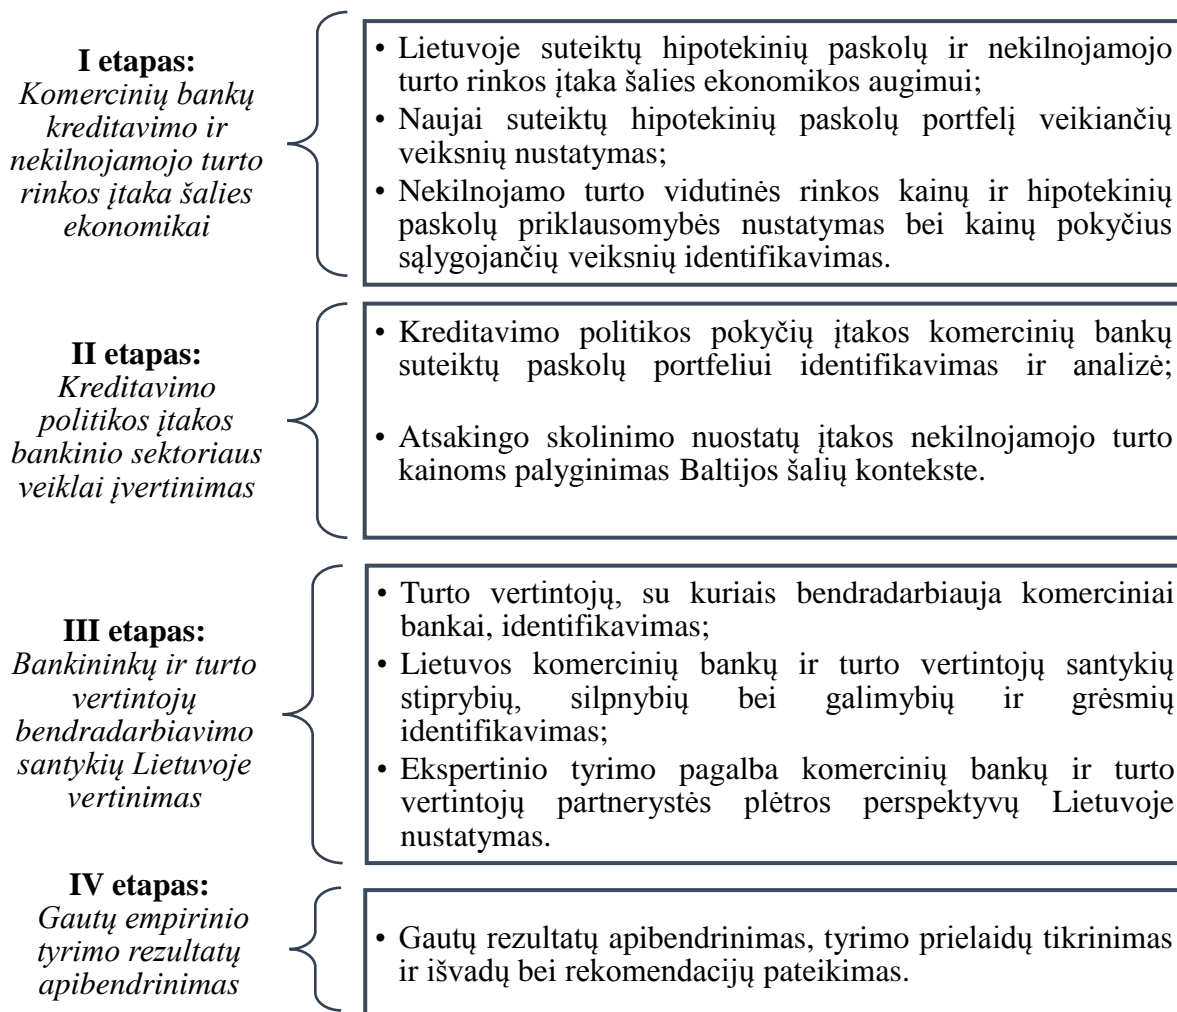 I etapas:
Komercinių bankų
kreditavimo ir
nekilnojamojo turto
rinkos įtaka šalies
ekonomikai
• Lietuvoje suteiktų hipotekinių paskolų ir nekilnojamojo
turto rinkos įtaka šalies ekonomikos augimui;
• Naujai suteiktų hipotekinių paskolų portfelį veikiančių
veiksnių nustatymas;
• Nekilnojamo turto vidutinės rinkos kainų ir hipotekinių
paskolų priklausomybės nustatymas bei kainų pokyčius
sąlygojančių veiksnių identifikavimas.
II etapas:
Kreditavimo
politikos įtakos
bankinio sektoriaus
veiklai įvertinimas
• Kreditavimo politikos pokyčių įtakos komercinių bankų
suteiktų paskolų portfeliui identifikavimas ir analizė;
• Atsakingo skolinimo nuostatų įtakos nekilnojamojo turto
kainoms palyginimas Baltijos šalių kontekste.
III etapas:
Bankininkų ir turto
vertintojų
bendradarbiavimo
santykių Lietuvoje
vertinimas
• Turto vertintojų, su kuriais bendradarbiauja komerciniai
bankai, identifikavimas;
• Lietuvos komercinių bankų ir turto vertintojų santykių
stiprybių, silpnybių bei galimybių ir grėsmių
identifikavimas;
• Ekspertinio tyrimo pagalba komercinių bankų ir turto
vertintojų partnerystės plėtros perspektyvų Lietuvoje
nustatymas.
IV etapas:
Gautų empirinio
tyrimo rezultatų
apibendrinimas
• Gautų rezultatų apibendrinimas, tyrimo prielaidų tikrinimas
ir išvadų bei rekomendacijų pateikimas.